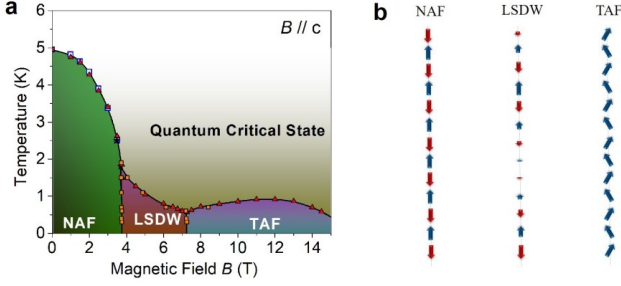 a
B // c
6
5
4
3
2
1
0
Temperature (K)
Quantum Critical State
NAF
LSDW
TAF
0 2 4 6 8 10 12 14
Magnetic Field B (T)
b
NAF LSDW TAF